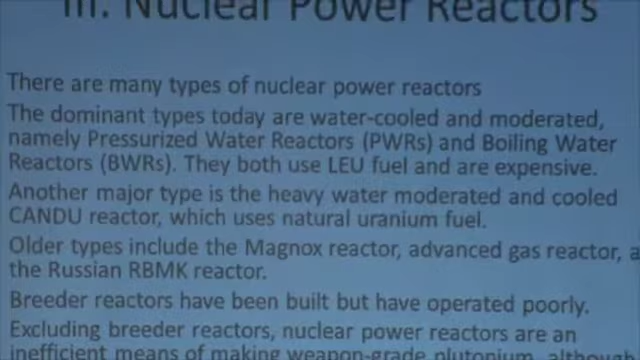 III. Nuclear Power Reactors
There are many types of nuclear power reactors
The dominant types today are water-cooled and moderated,
namely Pressurized Water Reactors (PWRs) and Boiling Water
Reactors (BWRs). They both use LEU fuel and are expensive.
Another major type is the heavy water moderated and cooled
CANDU reactor, which uses natural uranium fuel.
Older types include the Magnox reactor, advanced gas reactor, a
the Russian RBMK reactor.
Breeder reactors have been built but have operated poorly.
Excluding breeder reactors, nuclear power reactors are an
inefficient means of making weapon-grade plutonium, although